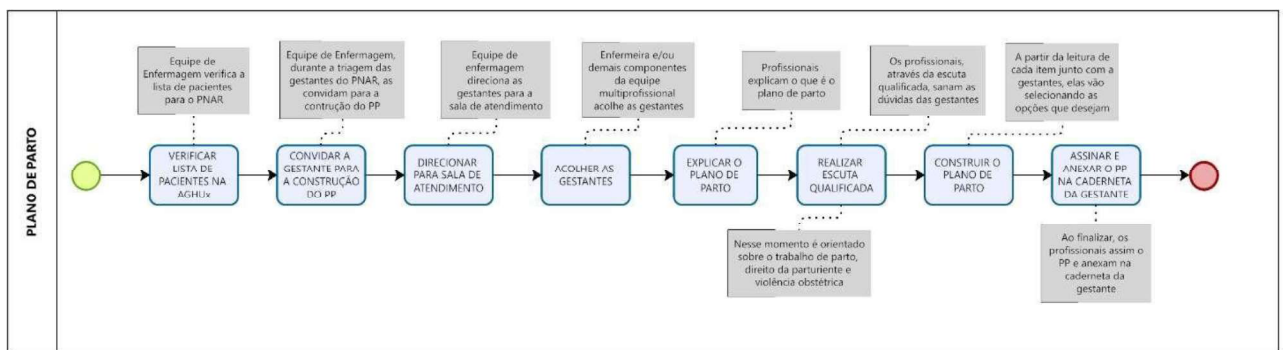 PLANO DE PARTO
Equipe de
Enfermagem verifica a
lista de pacientes
para o PNAR
Equipe de Enfermagem,
durante a triagem das
gestantes do PNAR, as
convidam para a
contrução do PP
Equipe de
enfermagem
direciona as
gestantes para a
sala de atendimento
Enfermeira e/ou
demais componentes
da equipe
multiprofissional
acolhe as gestantes
Profissionais
explicam o que é o
plano de parto
Os profissionais,
através da escuta
qualificada, sanam as
dúvidas das gestantes
A partir da leitura de
cada item junto com a
gestantes, elas vão
selecionando as
opções que desejam
VERIFICAR
LISTA DE
PACIENTES NA
AGHUx
CONVIDAR A
GESTANTE PARA
A CONSTRUÇÃO
DO PP
DIRECIONAR
PARA SALA DE
ATENDIMENTO
ACOLHER AS
GESTANTES
EXPLICAR O
PLANO DE
PARTO
REALIZAR
ESCUTA
QUALIFICADA
CONSTRUIR O
PLANO DE
PARTO
ASSINAR E
ANEXAR O PP
NA CADERNETA
DA GESTANTE
Nesse momento é orientado
sobre o trabalho de parto,
direito da parturiente e
violência obstétrica
Ao finalizar, os
profissionais assim o
PP e anexam na
caderneta da
gestante